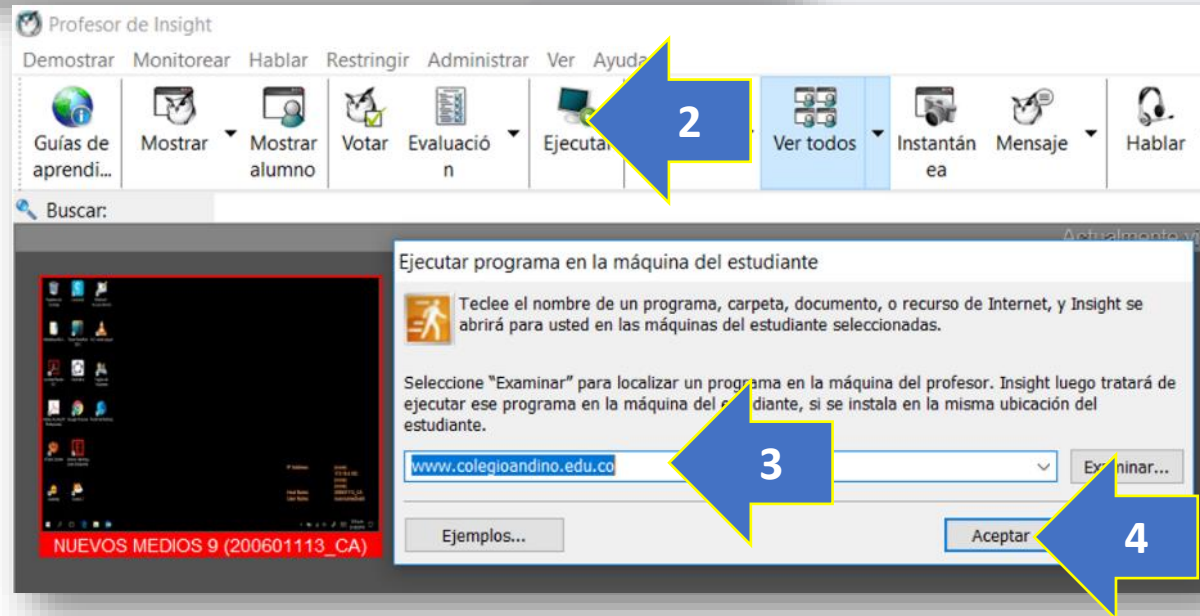 Profesor de Insight
Demostrar Monitorear Hablar Restringir Administrar Ver Ayuda
2
Guías de aprendi...
Mostrar
Mostrar alumno
Votar
Evaluació n
Ejecutar
Ver todos
Instantán ea
Mensaje
Hablar
Buscar:
Actualmente vi
Ejecutar programa en la máquina del estudiante
Teclee el nombre de un programa, carpeta, documento, o recurso de Internet, y Insight se
abrirá para usted en las máquinas del estudiante seleccionadas.
Seleccione "Examinar" para localizar un programa en la máquina del profesor. Insight luego tratará de
ejecutar ese programa en la máquina del estudiante, si se instala en la misma ubicación del
estudiante.
www.colegioandino.edu.co
3
Examinar...
Ejemplos...
Aceptar
4
NUEVOS MEDIOS 9 (200601113_CA)